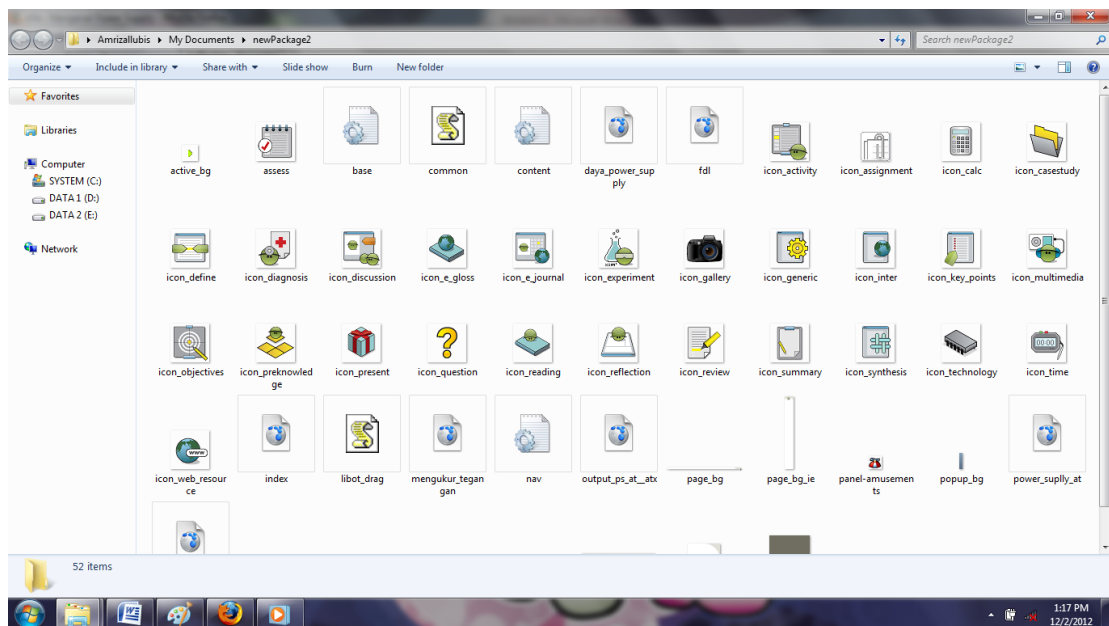 Amrizallubis ▸ My Documents ▸ newPackage2
Search newPackage2
Organize Include in library Share with Slide show Burn New folder
Favorites
Libraries
Computer
SYSTEM (C:)
DATA 1 (D:)
DATA 2 (E:)
Network
active_bg assess base common content daya_power_sup
ply fdl icon_activity icon_assignment icon_calc icon_casestudy
icon_define icon_diagnosis icon_discussion icon_e_gloss icon_e_journal icon_experiment icon_gallery icon_generic icon_inter icon_key_points icon_multimedia
icon_objectives icon_preknowled
ge icon_present icon_question icon_reading icon_reflection icon_review icon_summary icon_synthesis icon_technology icon_time
icon_web_resour
ce index libot_drag mengukur_tegan
gan nav output_ps_at__atx page_bg page_bg_ie panel-amusemen
ts popup_bg power_suplly_at
52 items
1:17 PM
12/2/2012